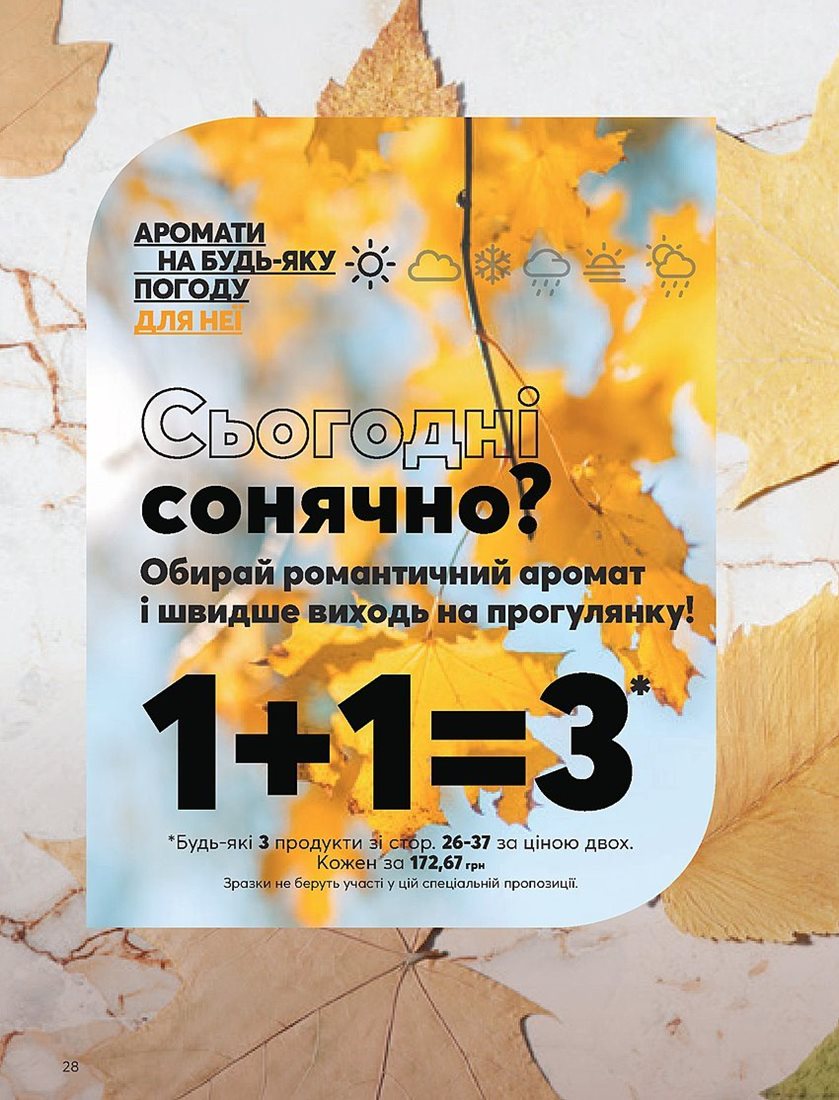 АРОМАТИ
НА БУДЬ-ЯКУ
ПОГОДУ
ДЛЯ НЕЇ
Сьогодні
сонячно?
Обирай романтичний аромат
і швидше виходь на прогулянку!
1+1=3*
*Будь-які 3 продукти зі стор. 26-37 за ціною двох.
Кожен за 172,67 грн
Зразки не беруть участі у цій спеціальній пропозиції.
28